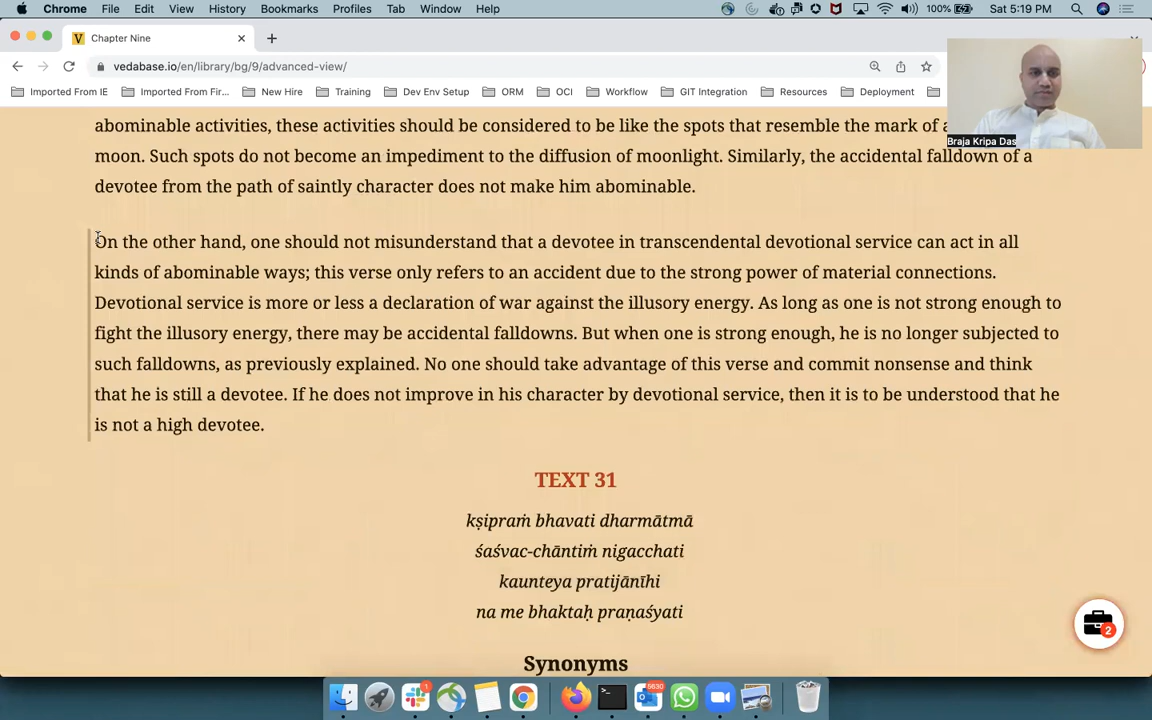 Chrome File Edit View History Bookmarks Profiles Tab Window Help 100% Sat 5:19 PM
Chapter Nine
vedabase.io/en/library/bg/9/advanced-view/
Imported From IE Imported From Fir... New Hire Training Dev Env Setup ORM OCI Workflow GIT Integration Resources Deployment
Braja Kripa Das
abominable activities, these activities should be considered to be like the spots that resemble the mark of a
moon. Such spots do not become an impediment to the diffusion of moonlight. Similarly, the accidental falldown of a
devotee from the path of saintly character does not make him abominable.
On the other hand, one should not misunderstand that a devotee in transcendental devotional service can act in all
kinds of abominable ways; this verse only refers to an accident due to the strong power of material connections.
Devotional service is more or less a declaration of war against the illusory energy. As long as one is not strong enough to
fight the illusory energy, there may be accidental falldowns. But when one is strong enough, he is no longer subjected to
such falldowns, as previously explained. No one should take advantage of this verse and commit nonsense and think
that he is still a devotee. If he does not improve in his character by devotional service, then it is to be understood that he
is not a high devotee.
TEXT 31
kṣipraṁ bhavati dharmātmā
śaśvac-chāntiṁ nigacchati
kaunteya pratijānīhi
na me bhaktaḥ praṇaśyati
2
Synonyms
1
5630